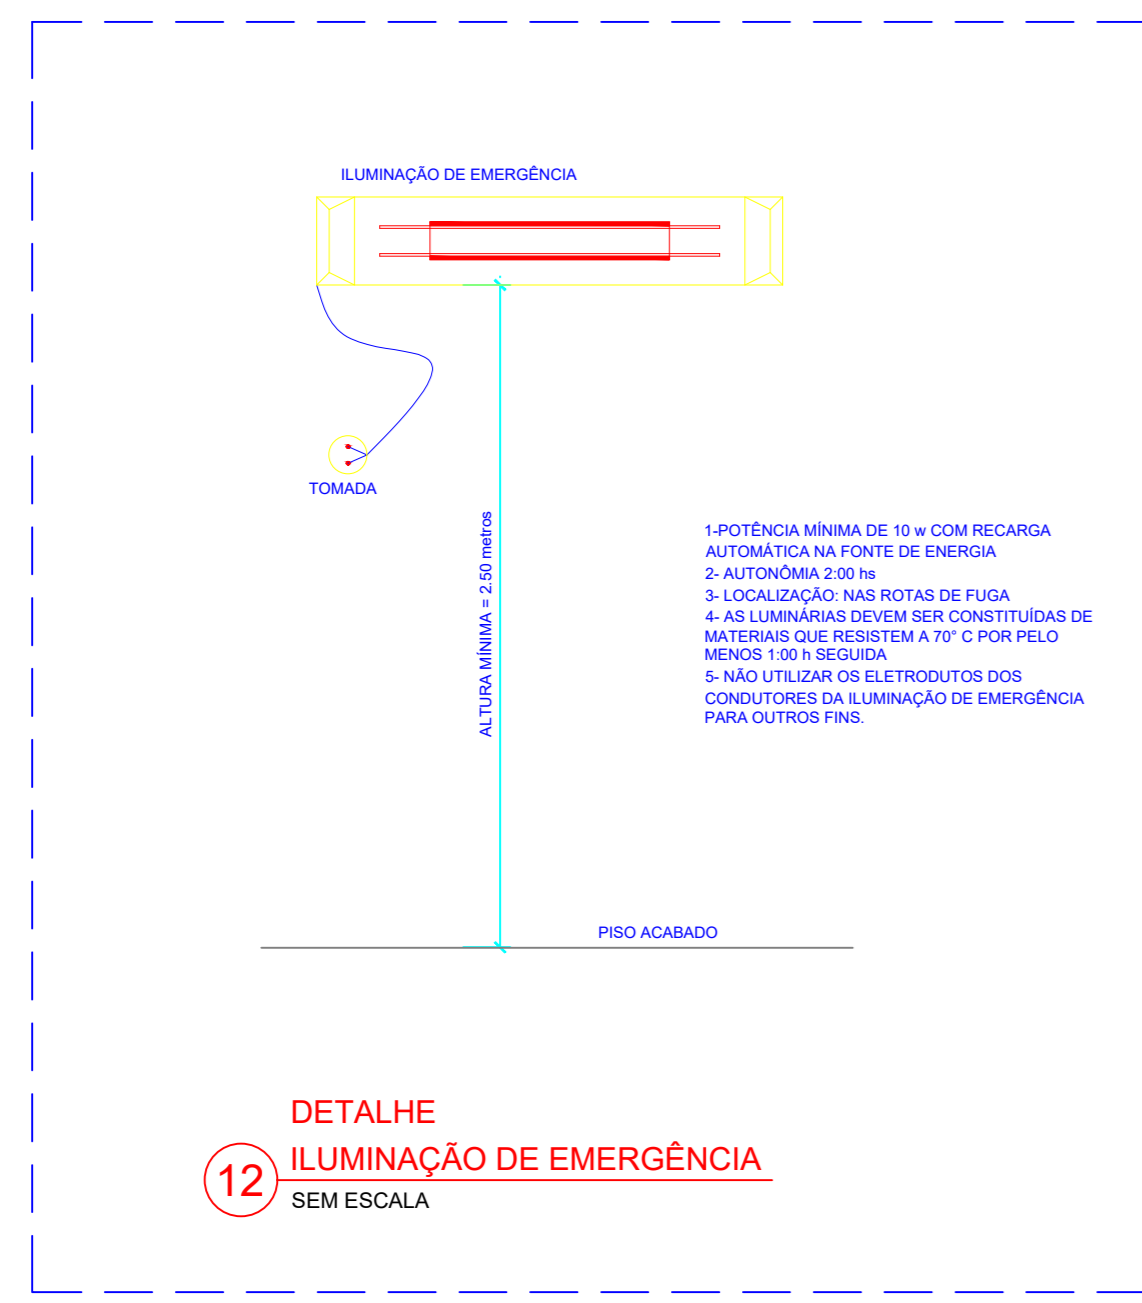 ILUMINAÇÃO DE EMERGÊNCIA
TOMADA
ALTURA MÍNIMA = 2.50 metros
1-POTÊNCIA MÍNIMA DE 10 w COM RECARGA
AUTOMÁTICA NA FONTE DE ENERGIA
2- AUTONÔMIA 2:00 hs
3- LOCALIZAÇÃO: NAS ROTAS DE FUGA
4- AS LUMINÁRIAS DEVEM SER CONSTITUÍDAS DE
MATERIAIS QUE RESISTEM A 70° C POR PELO
MENOS 1:00 h SEGUIDA
5- NÃO UTILIZAR OS ELETRODUTOS DOS
CONDUTORES DA ILUMINAÇÃO DE EMERGÊNCIA
PARA OUTROS FINS.
PISO ACABADO
DETALHE
12
ILUMINAÇÃO DE EMERGÊNCIA
SEM ESCALA